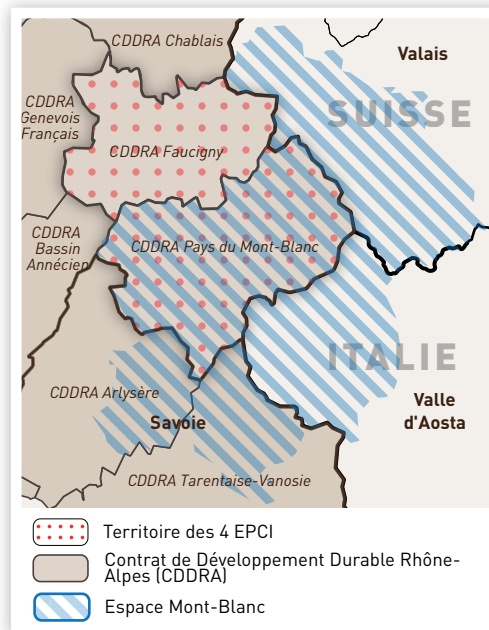 CDDRA Chablais
Valais
CDDRA
Genevois
Français
SUISSE
CDDRA Faucigny
CDDRA
Bassin
Annécien
CDDRA Pays du Mont-Blanc
ITALIE
CDDRA Arlysère
Valle
d'Aosta
Savoie
CDDRA Tarentaise-Vanosie
Territoire des 4 EPCI
Contrat de Développement Durable Rhône-
Alpes (CDDRA)
Espace Mont-Blanc